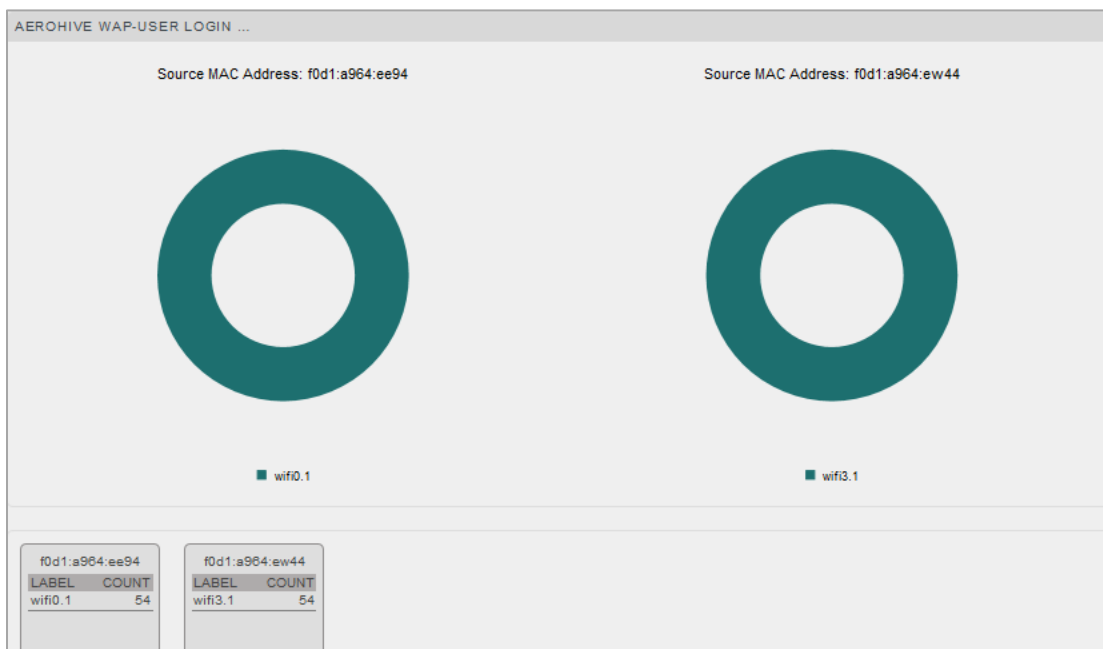 AEROHIVE WAP-USER LOGIN ...
Source MAC Address: f0d1:a964:ee94
Source MAC Address: f0d1:a964:ew44
wifi0.1
wifi3.1
f0d1:a964:ee94
LABEL COUNT
wifi0.1 54
f0d1:a964:ew44
LABEL COUNT
wifi3.1 54